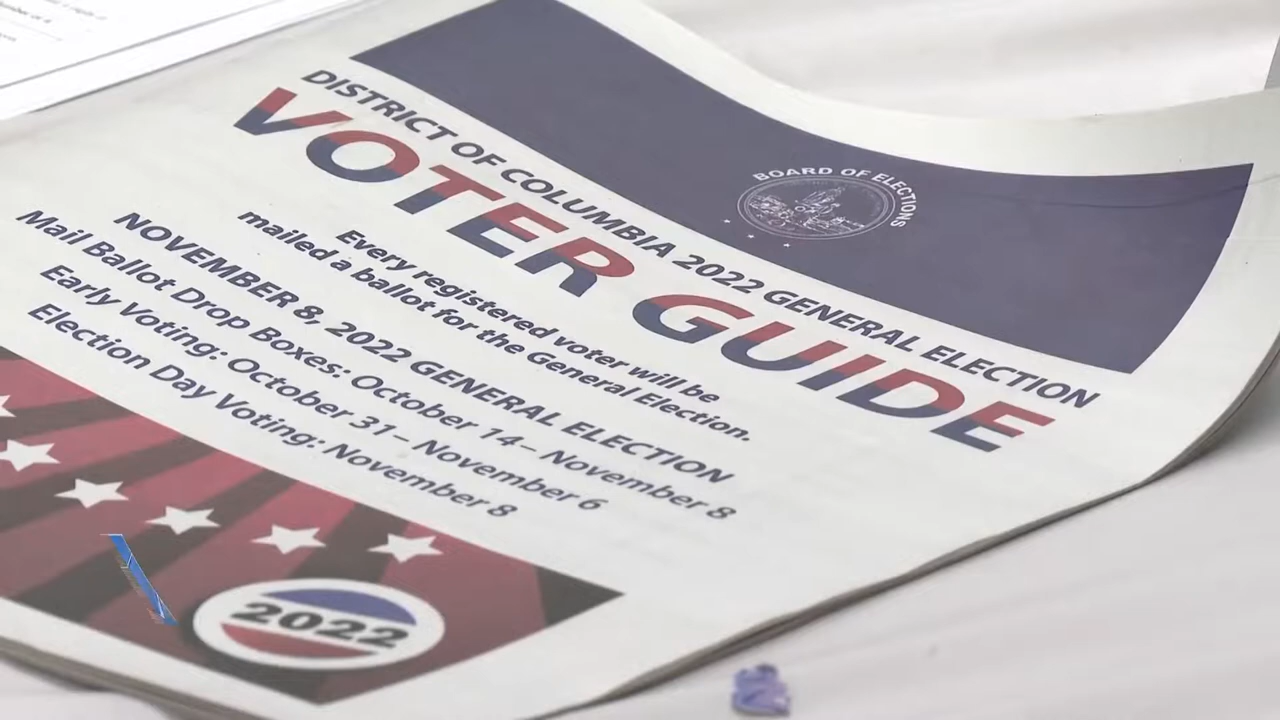 BOARD OF ELECTIONS
DISTRICT OF COLUMBIA 2022 GENERAL ELECTION
VOTER GUIDE
Every registered voter will be
mailed a ballot for the General Election.
NOVEMBER 8, 2022 GENERAL ELECTION
Mail Ballot Drop Boxes: October 14 – November 8
Early Voting: October 31 – November 6
Election Day Voting: November 8
2022